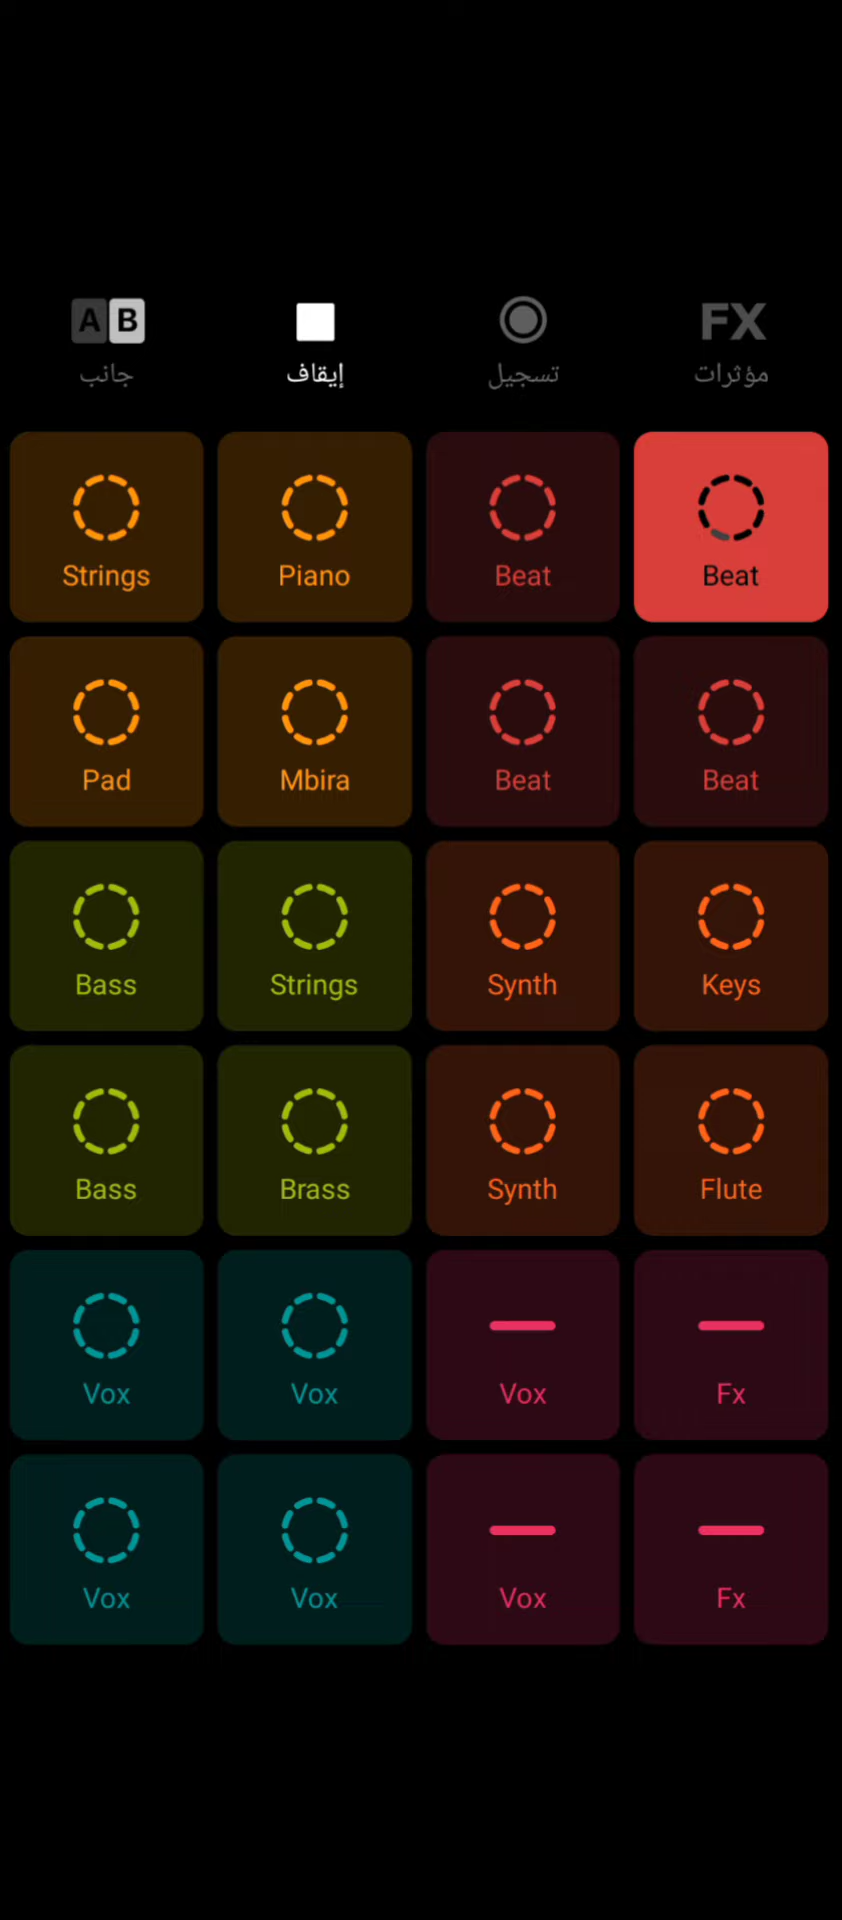 A B
FX
جانب
إيقاف
تسجيل
مؤثرات
Strings
Piano
Beat
Beat
Pad
Mbira
Beat
Beat
Bass
Strings
Synth
Keys
Bass
Brass
Synth
Flute
Vox
Vox
Vox
Fx
Vox
Vox
Vox
Fx